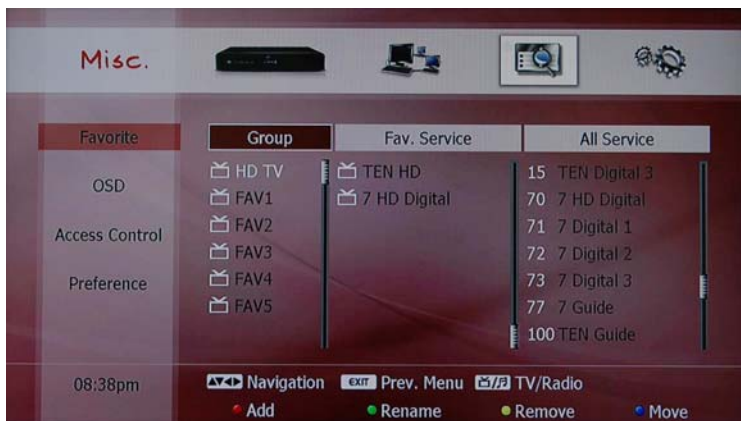 Misc.
Favorite
OSD
Access Control
Preference
08:38pm
Group
HD TV
FAV1
FAV2
FAV3
FAV4
FAV5
Fav. Service
TEN HD
7 HD Digital
All Service
15 TEN Digital 3
70 7 HD Digital
71 7 Digital 1
72 7 Digital 2
73 7 Digital 3
77 7 Guide
100 TEN Guide
Navigation EXIT Prev. Menu TV/Radio
Add Rename Remove Move